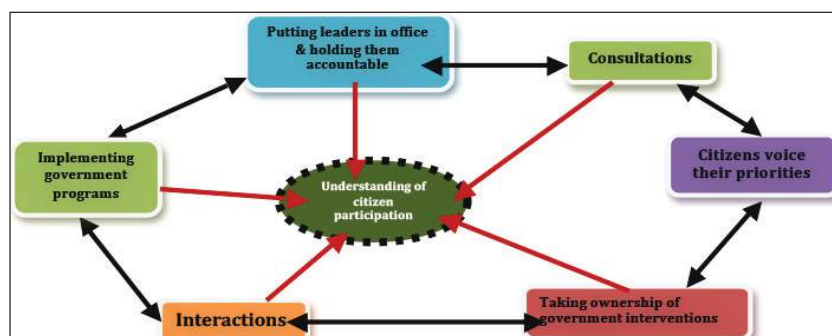 Putting leaders in office
& holding them
accountable
Consultations
Implementing
government
programs
Citizens voice
their priorities
Understanding of
citizen
participation
Interactions
Taking ownership of
government interventions